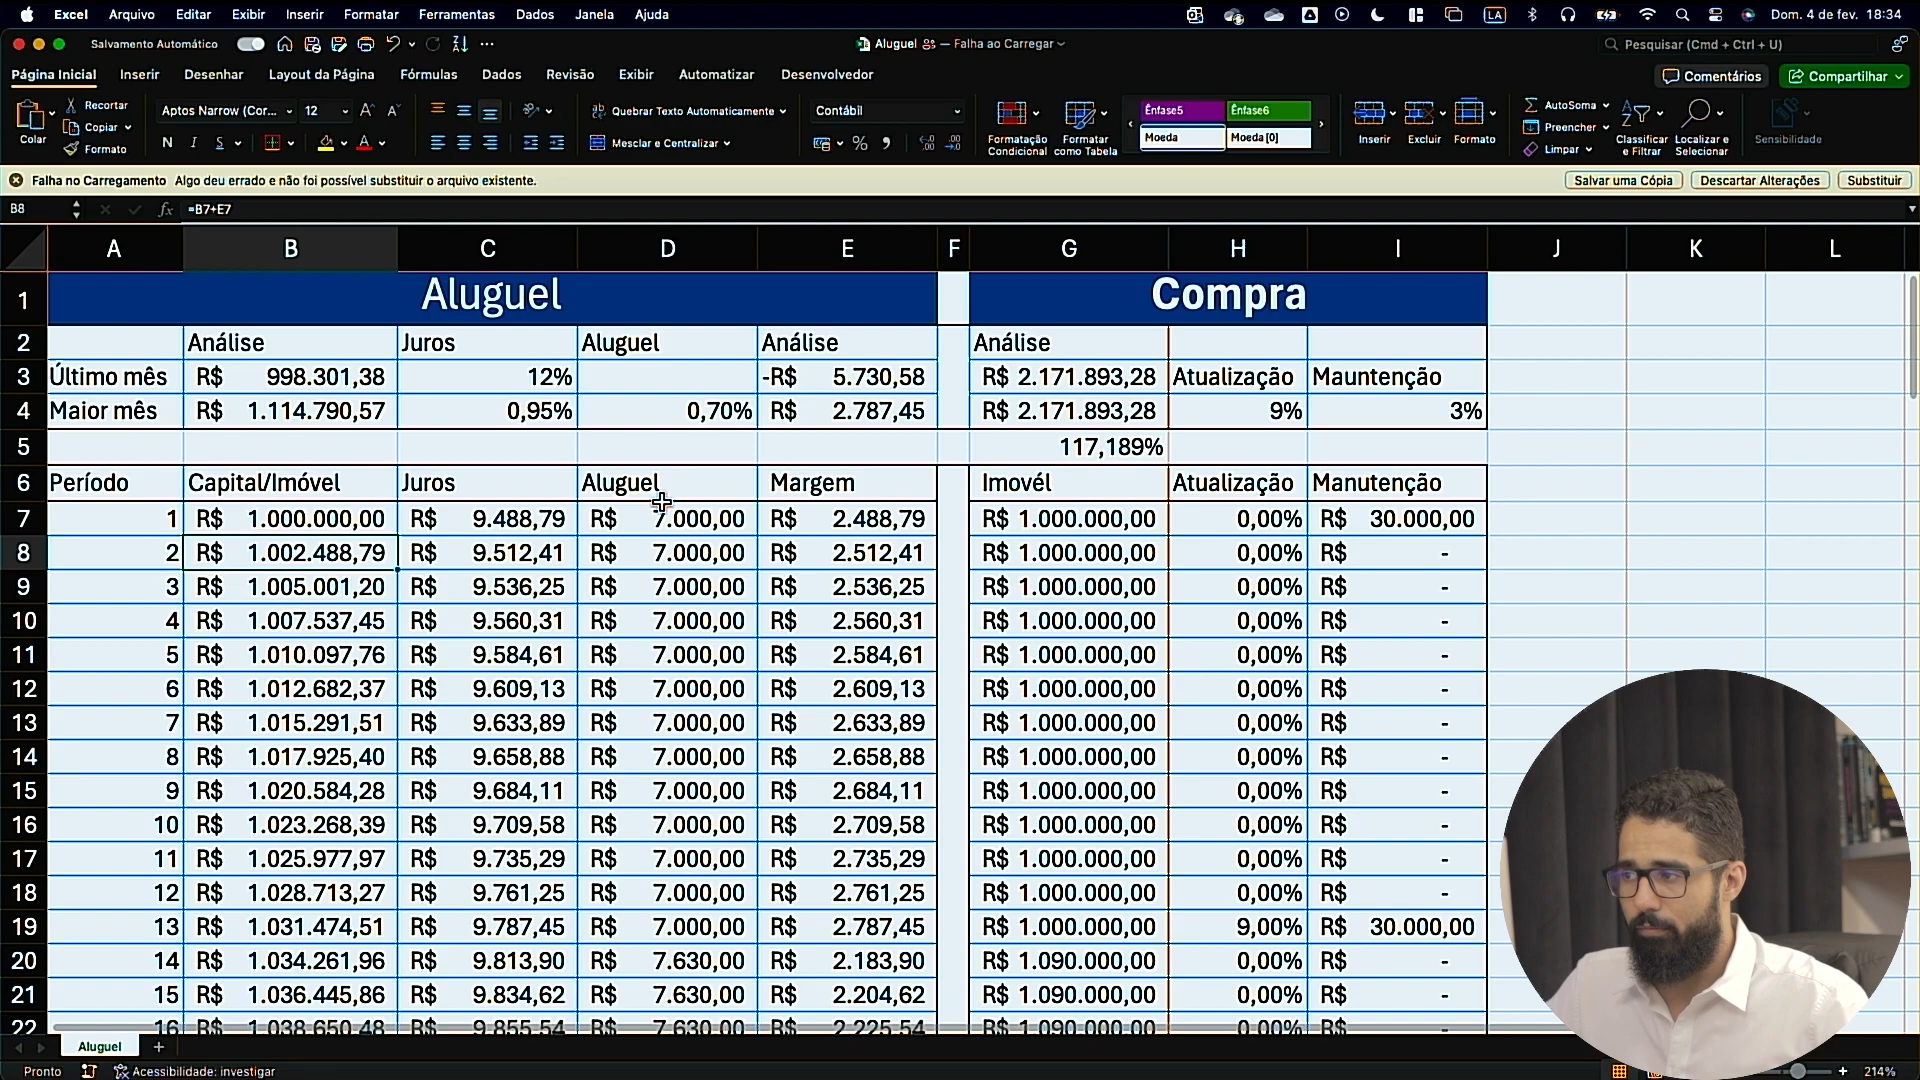 Excel Arquivo Editar Exibir Inserir Formatar Ferramentas Dados Janela Ajuda LA Dom. 4 de fev. 18:34
Salvamento Automático Aluguel — Falha ao Carregar Pesquisar (Cmd + Ctrl + U)
Página Inicial Inserir Desenhar Layout da Página Fórmulas Dados Revisão Exibir Automatizar Desenvolvedor Comentários Compartilhar
Colar Recortar Copiar Formato
Aptos Narrow (Cor... 12
N I S
Quebrar Texto Automaticamente
Mesclar e Centralizar
Contábil
Formatação Condicional
Formatar como Tabela
Ênfase5 Ênfase6
Moeda Moeda [0]
Inserir Excluir Formato
AutoSoma
Preencher
Limpar
Classificar e Filtrar
Localizar e Selecionar
Sensibilidade
Falha no Carregamento Algo deu errado e não foi possível substituir o arquivo existente. Salvar uma Cópia Descartar Alterações Substituir
B8 fx =B7+E7
A B C D E F G H I J K L
1 Aluguel Compra
2 Análise Juros Aluguel Análise Análise
3 Último mês R$ 998.301,38 12% -R$ 5.730,58 R$ 2.171.893,28 Atualização Mauntenção
4 Maior mês R$ 1.114.790,57 0,95% 0,70% R$ 2.787,45 R$ 2.171.893,28 9% 3%
5 117,189%
6 Período Capital/Imóvel Juros Aluguel Margem Imovél Atualização Manutenção
7 1 R$ 1.000.000,00 R$ 9.488,79 R$ 7.000,00 R$ 2.488,79 R$ 1.000.000,00 0,00% R$ 30.000,00
8 2 R$ 1.002.488,79 R$ 9.512,41 R$ 7.000,00 R$ 2.512,41 R$ 1.000.000,00 0,00% R$ -
9 3 R$ 1.005.001,20 R$ 9.536,25 R$ 7.000,00 R$ 2.536,25 R$ 1.000.000,00 0,00% R$ -
10 4 R$ 1.007.537,45 R$ 9.560,31 R$ 7.000,00 R$ 2.560,31 R$ 1.000.000,00 0,00% R$ -
11 5 R$ 1.010.097,76 R$ 9.584,61 R$ 7.000,00 R$ 2.584,61 R$ 1.000.000,00 0,00% R$ -
12 6 R$ 1.012.682,37 R$ 9.609,13 R$ 7.000,00 R$ 2.609,13 R$ 1.000.000,00 0,00% R$ -
13 7 R$ 1.015.291,51 R$ 9.633,89 R$ 7.000,00 R$ 2.633,89 R$ 1.000.000,00 0,00% R$ -
14 8 R$ 1.017.925,40 R$ 9.658,88 R$ 7.000,00 R$ 2.658,88 R$ 1.000.000,00 0,00% R$ -
15 9 R$ 1.020.584,28 R$ 9.684,11 R$ 7.000,00 R$ 2.684,11 R$ 1.000.000,00 0,00% R$ -
16 10 R$ 1.023.268,39 R$ 9.709,58 R$ 7.000,00 R$ 2.709,58 R$ 1.000.000,00 0,00% R$ -
17 11 R$ 1.025.977,97 R$ 9.735,29 R$ 7.000,00 R$ 2.735,29 R$ 1.000.000,00 0,00% R$ -
18 12 R$ 1.028.713,27 R$ 9.761,25 R$ 7.000,00 R$ 2.761,25 R$ 1.000.000,00 0,00% R$ -
19 13 R$ 1.031.474,51 R$ 9.787,45 R$ 7.000,00 R$ 2.787,45 R$ 1.000.000,00 9,00% R$ 30.000,00
20 14 R$ 1.034.261,96 R$ 9.813,90 R$ 7.630,00 R$ 2.183,90 R$ 1.090.000,00 0,00% R$ -
21 15 R$ 1.036.445,86 R$ 9.834,62 R$ 7.630,00 R$ 2.204,62 R$ 1.090.000,00 0,00% R$ -
22 16 R$ 1.038.650,48 R$ 9.855,54 R$ 7.630,00 R$ 2.225,54 R$ 1.090.000,00 0,00% R$ -
Aluguel +
Pronto Acessibilidade: investigar + 214%